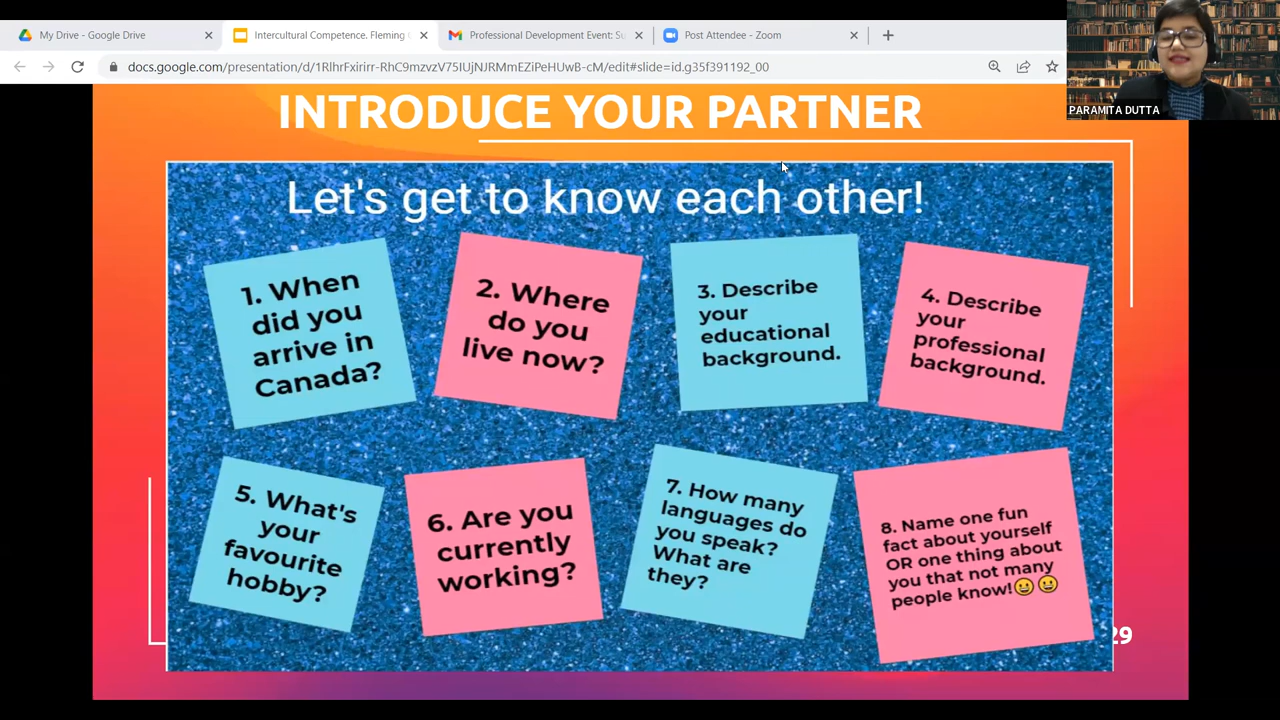 My Drive - Google Drive
Intercultural Competence. Fleming
Professional Development Event: Su
Post Attendee - Zoom
docs.google.com/presentation/d/1RlhrFxirirr-RhC9mzvzV75IUjNJRMmEZiPeHUwB-cM/edit#slide=id.g35f391192_00
PARAMITA DUTTA
INTRODUCE YOUR PARTNER
Let's get to know each other!
1. When
did you
arrive in
Canada?
2. Where
do you
live now?
3. Describe
your
educational
background.
4. Describe
your
professional
background.
5. What's
your
favourite
hobby?
6. Are you
currently
working?
7. How many
languages do
you speak?
What are
they?
8. Name one fun
fact about yourself
OR one thing about
you that not many
people know!😀😀
29